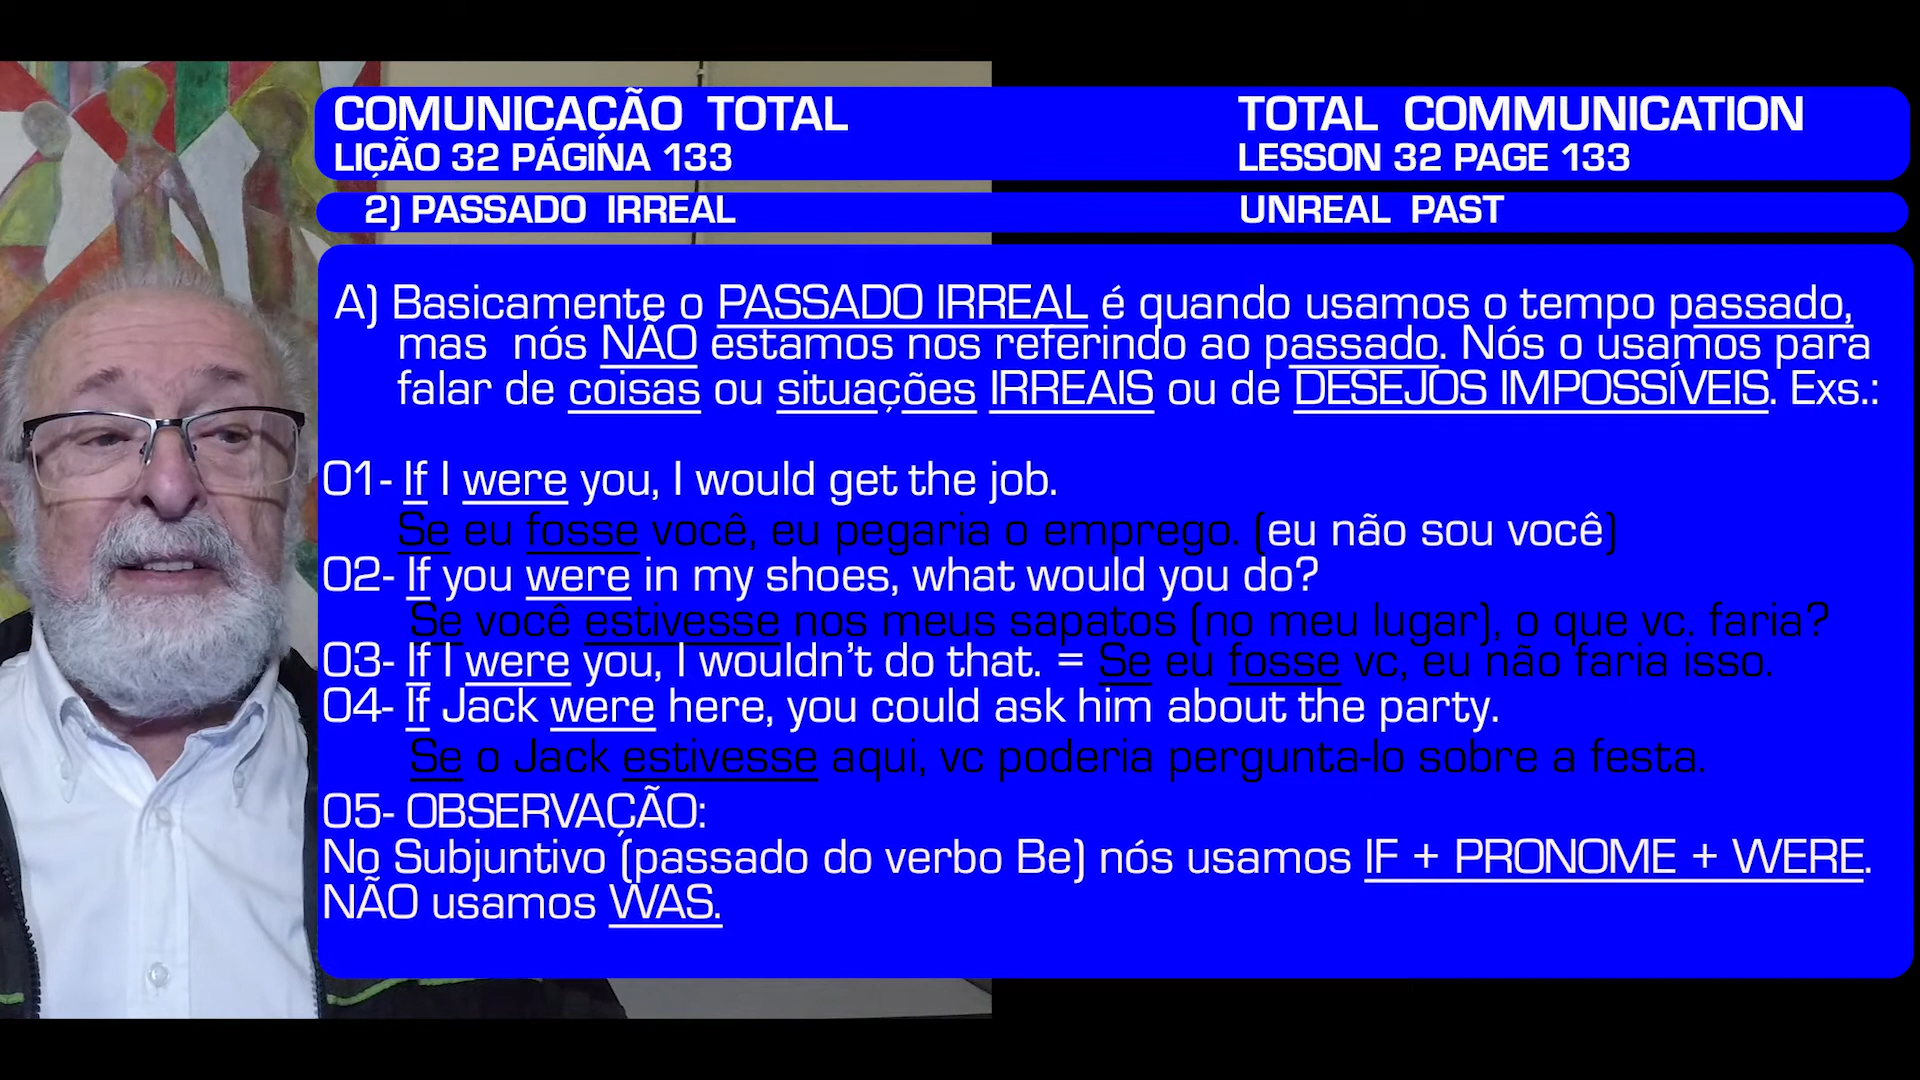 COMUNICAÇÃO TOTAL TOTAL COMMUNICATION
LIÇÃO 32 PÁGINA 133 LESSON 32 PAGE 133
2) PASSADO IRREAL UNREAL PAST
A) Basicamente o PASSADO IRREAL é quando usamos o tempo passado,
mas nós NÃO estamos nos referindo ao passado. Nós o usamos para
falar de coisas ou situações IRREAIS ou de DESEJOS IMPOSSÍVEIS. Exs.:
01- If I were you, I would get the job.
Se eu fosse você, eu pegaria o emprego. (eu não sou você)
02- If you were in my shoes, what would you do?
Se você estivesse nos meus sapatos (no meu lugar), o que vc. faria?
03- If I were you, I wouldn't do that. = Se eu fosse vc, eu não faria isso.
04- If Jack were here, you could ask him about the party.
Se o Jack estivesse aqui, vc poderia pergunta-lo sobre a festa.
05- OBSERVAÇÃO:
No Subjuntivo (passado do verbo Be) nós usamos IF + PRONOME + WERE.
NÃO usamos WAS.